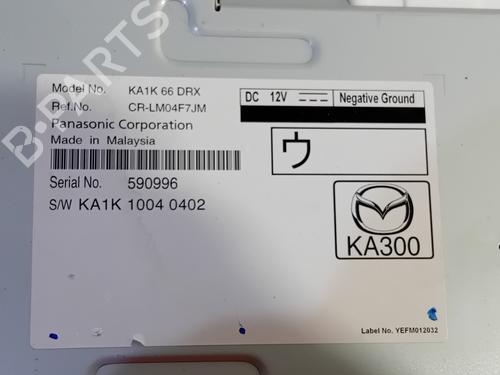 Model No. KA1K 66 DRX
Ref.No. CR-LM04F7JM
Panasonic Corporation
Made in Malaysia
DC 12V Negative Ground
ウ
Serial No. 590996
S/W KA1K 1004 0402
KA300
Label No. YEFM012032
B-PARTS